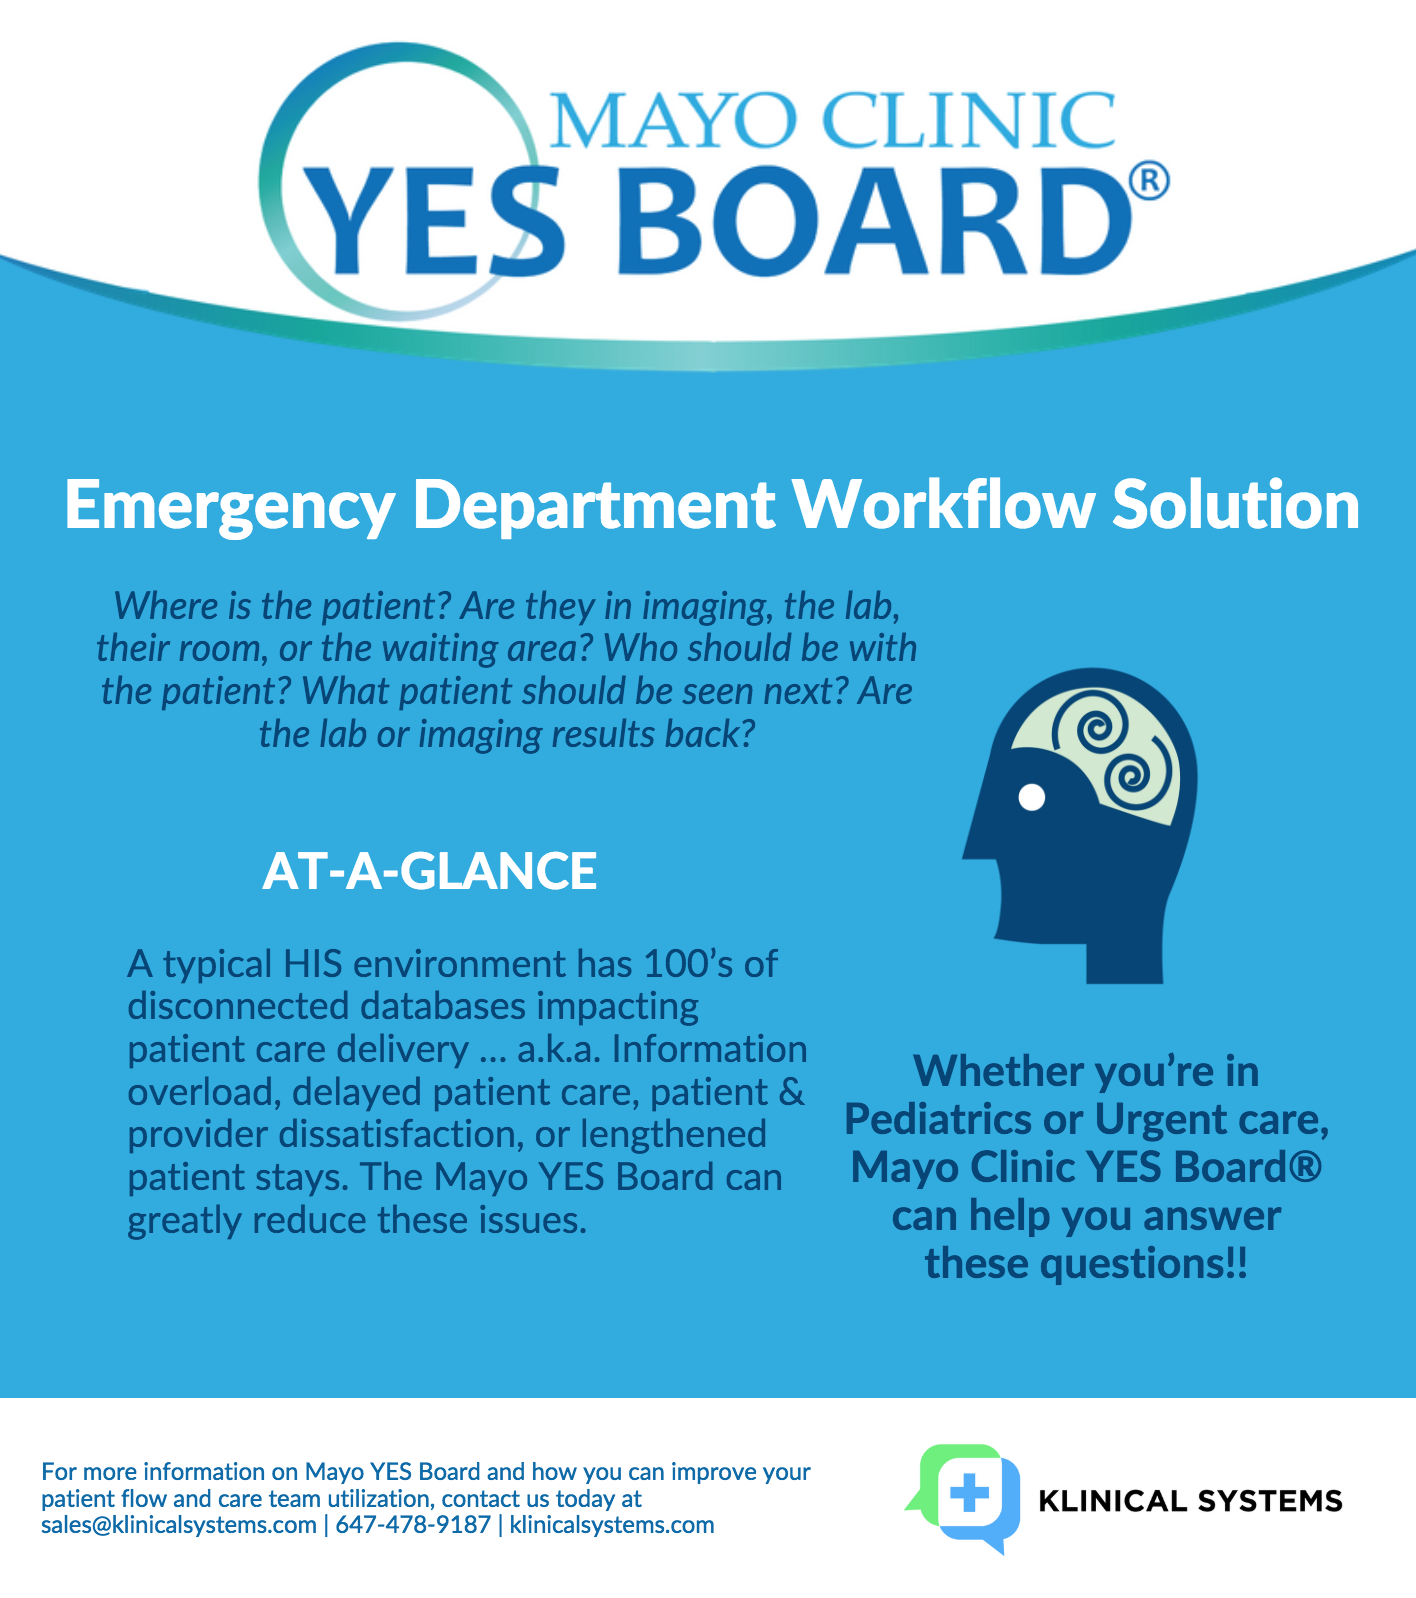 MAYO CLINIC
YES BOARD®
Emergency Department Workflow Solution
Where is the patient? Are they in imaging, the lab,
their room, or the waiting area? Who should be with
the patient? What patient should be seen next? Are
the lab or imaging results back?
AT-A-GLANCE
A typical HIS environment has 100’s of
disconnected databases impacting
patient care delivery ... a.k.a. Information
overload, delayed patient care, patient &
provider dissatisfaction, or lengthened
patient stays. The Mayo YES Board can
greatly reduce these issues.
Whether you’re in
Pediatrics or Urgent care,
Mayo Clinic YES Board®
can help you answer
these questions!!
For more information on Mayo YES Board and how you can improve your
patient flow and care team utilization, contact us today at
sales@klinicalsystems.com | 647-478-9187 | klinicalsystems.com
KLINICAL SYSTEMS